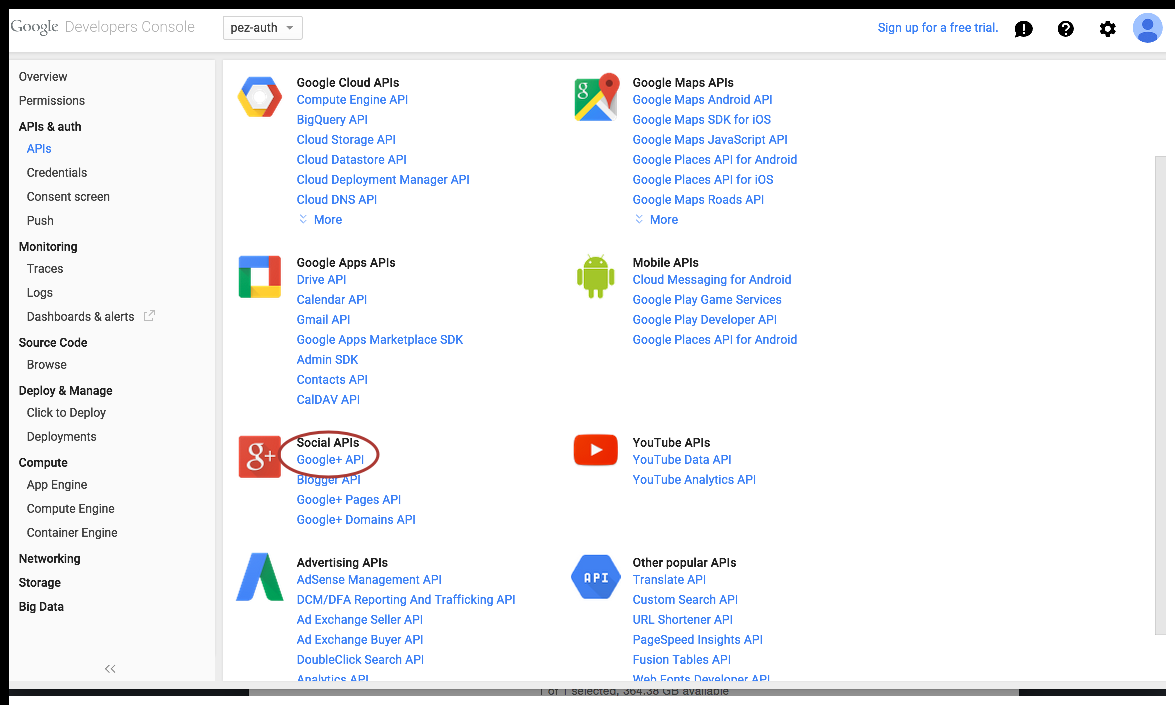 Google Developers Console
pez-auth
Sign up for a free trial.
Overview
Permissions
APIs & auth
APIs
Credentials
Consent screen
Push
Monitoring
Traces
Logs
Dashboards & alerts
Source Code
Browse
Deploy & Manage
Click to Deploy
Deployments
Compute
App Engine
Compute Engine
Container Engine
Networking
Storage
Big Data
Google Cloud APIs
Compute Engine API
BigQuery API
Cloud Storage API
Cloud Datastore API
Cloud Deployment Manager API
Cloud DNS API
More
g
Google Maps APIs
Google Maps Android API
Google Maps SDK for iOS
Google Maps JavaScript API
Google Places API for Android
Google Places API for iOS
Google Maps Roads API
More
Google Apps APIs
Drive API
Calendar API
Gmail API
Google Apps Marketplace SDK
Admin SDK
Contacts API
CalDAV API
Mobile APIs
Cloud Messaging for Android
Google Play Game Services
Google Play Developer API
Google Places API for Android
g+
Social APIs
Google+ API
Blogger API
Google+ Pages API
Google+ Domains API
YouTube APIs
YouTube Data API
YouTube Analytics API
Advertising APIs
AdSense Management API
DCM/DFA Reporting And Trafficking API
Ad Exchange Seller API
Ad Exchange Buyer API
DoubleClick Search API
Analytics API
API
Other popular APIs
Translate API
Custom Search API
URL Shortener API
PageSpeed Insights API
Fusion Tables API
Web Fonts Developer API
1 of 1 selected, 364.38 GB available